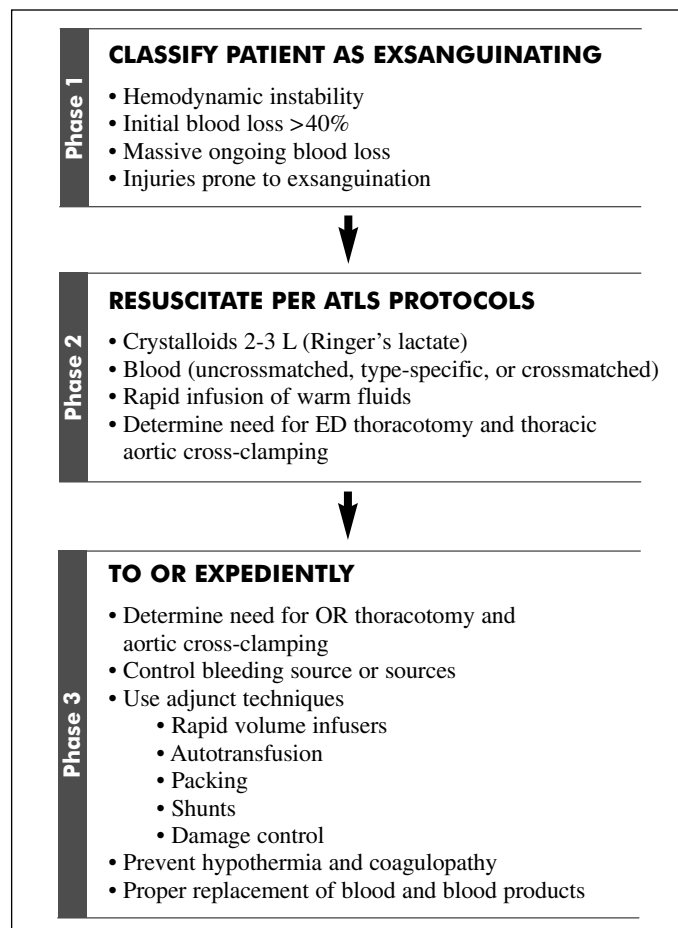 Phase 1
CLASSIFY PATIENT AS EXSANGUINATING
• Hemodynamic instability
• Initial blood loss >40%
• Massive ongoing blood loss
• Injuries prone to exsanguination
Phase 2
RESUSCITATE PER ATLS PROTOCOLS
• Crystalloids 2-3 L (Ringer's lactate)
• Blood (uncrossmatched, type-specific, or crossmatched)
• Rapid infusion of warm fluids
• Determine need for ED thoracotomy and thoracic
aortic cross-clamping
Phase 3
TO OR EXPEDIENTLY
• Determine need for OR thoracotomy and
aortic cross-clamping
• Control bleeding source or sources
• Use adjunct techniques
• Rapid volume infusers
• Autotransfusion
• Packing
• Shunts
• Damage control
• Prevent hypothermia and coagulopathy
• Proper replacement of blood and blood products